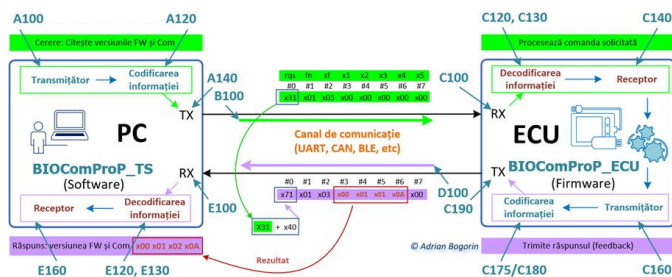 A100
A120
C120, C130
C140
Cerere: Citește versiunile FW și Com
Procesează comanda solicitată
Transmițător
Codificarea informației
rqs fn sf x1 x2 x3 x4 x5
#0 #1 #2 #3 #4 #5 #6 #7
x31 x01 x03 x00 x00 x00 x00 x00
Decodificarea informației
Receptor
A140
B100
C100
TX
RX
PC
ECU
Canal de comunicație
(UART, CAN, BLE, etc)
BIOComProP_TS
(Software)
BIOComProP_ECU
(Firmware)
RX
TX
#0 #1 #2 #3 #4 #5 #6 #7
x71 x01 x03 x00 x01 x01 x0A x00
D100
C190
E100
Receptor
Decodificarea informației
Codificarea informației
Transmițător
X31 + x40
Răspuns: versiunea FW și Com x00 x01 x02 x0A
Rezultat
© Adrian Bogorin
Trimite răspunsul (feedback)
E160
E120, E130
C175/C180
C160